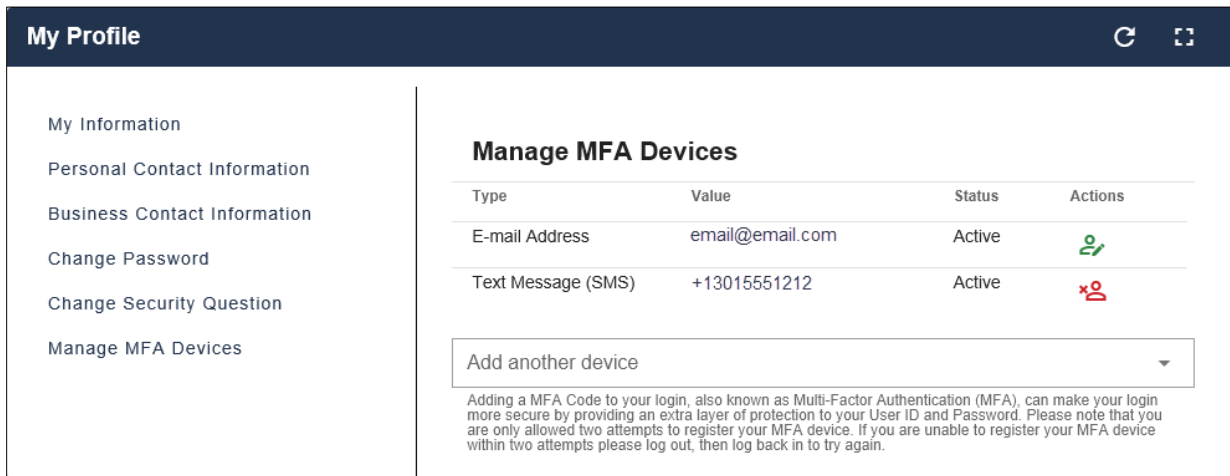 My Profile
My Information
Personal Contact Information
Business Contact Information
Change Password
Change Security Question
Manage MFA Devices
Manage MFA Devices
Type Value Status Actions
E-mail Address email@email.com Active
Text Message (SMS) +13015551212 Active
Add another device
Adding a MFA Code to your login, also known as Multi-Factor Authentication (MFA), can make your login
more secure by providing an extra layer of protection to your User ID and Password. Please note that you
are only allowed two attempts to register your MFA device. If you are unable to register your MFA device
within two attempts please log out, then log back in to try again.